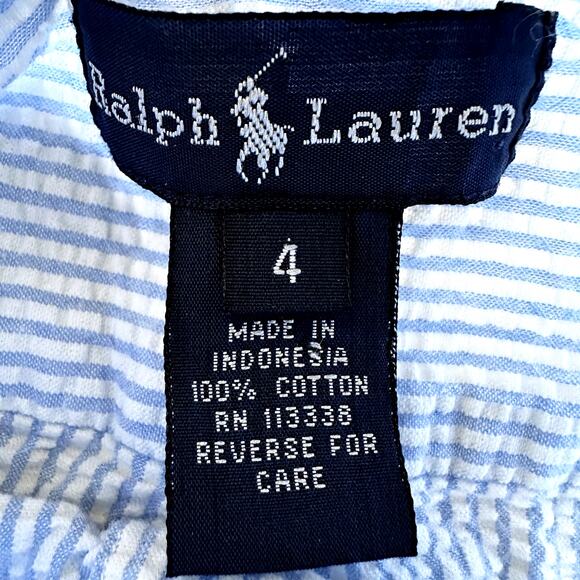 Ralph Lauren
4
MADE IN
INDONESIA
100% COTTON
RN 113338
REVERSE FOR
CARE